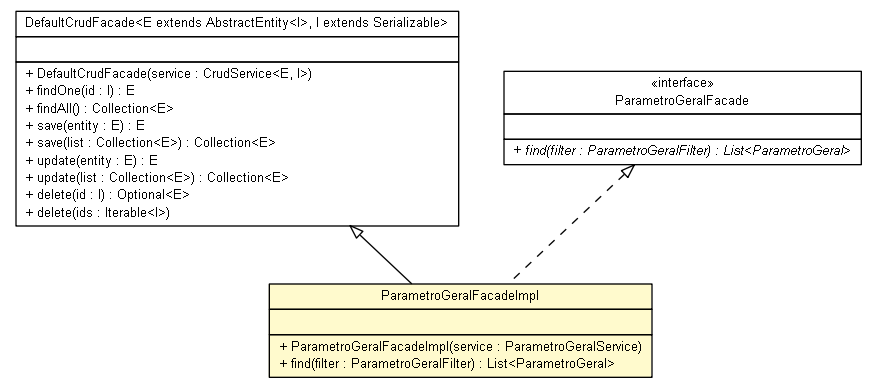 DefaultCrudFacade<E extends AbstractEntity<I>, I extends Serializable>
+ DefaultCrudFacade(service : CrudService<E, I>)
+ findOne(id : I) : E
+ findAll() : Collection<E>
+ save(entity : E) : E
+ save(list : Collection<E>) : Collection<E>
+ update(entity : E) : E
+ update(list : Collection<E>) : Collection<E>
+ delete(id : I) : Optional<E>
+ delete(ids : Iterable<I>)
«interface»
ParametroGeralFacade
+ find(filter : ParametroGeralFilter) : List<ParametroGeral>
ParametroGeralFacadeImpl
+ ParametroGeralFacadeImpl(service : ParametroGeralService)
+ find(filter : ParametroGeralFilter) : List<ParametroGeral>